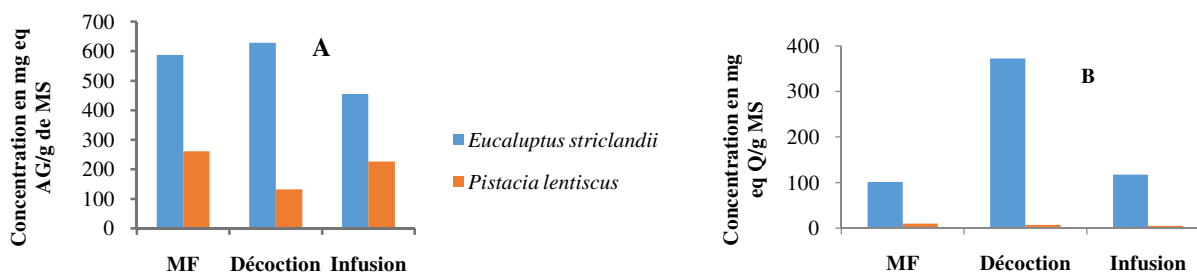 Concentration en mg eq
AG/g de MS
700
600
500
400
300
200
100
0
A
MF Décoction Infusion
Eucaluptus striclandii
Pistacia lentiscus
Concentration en mg
eq Q/g MS
400
300
200
100
0
B
MF Décoction Infusion